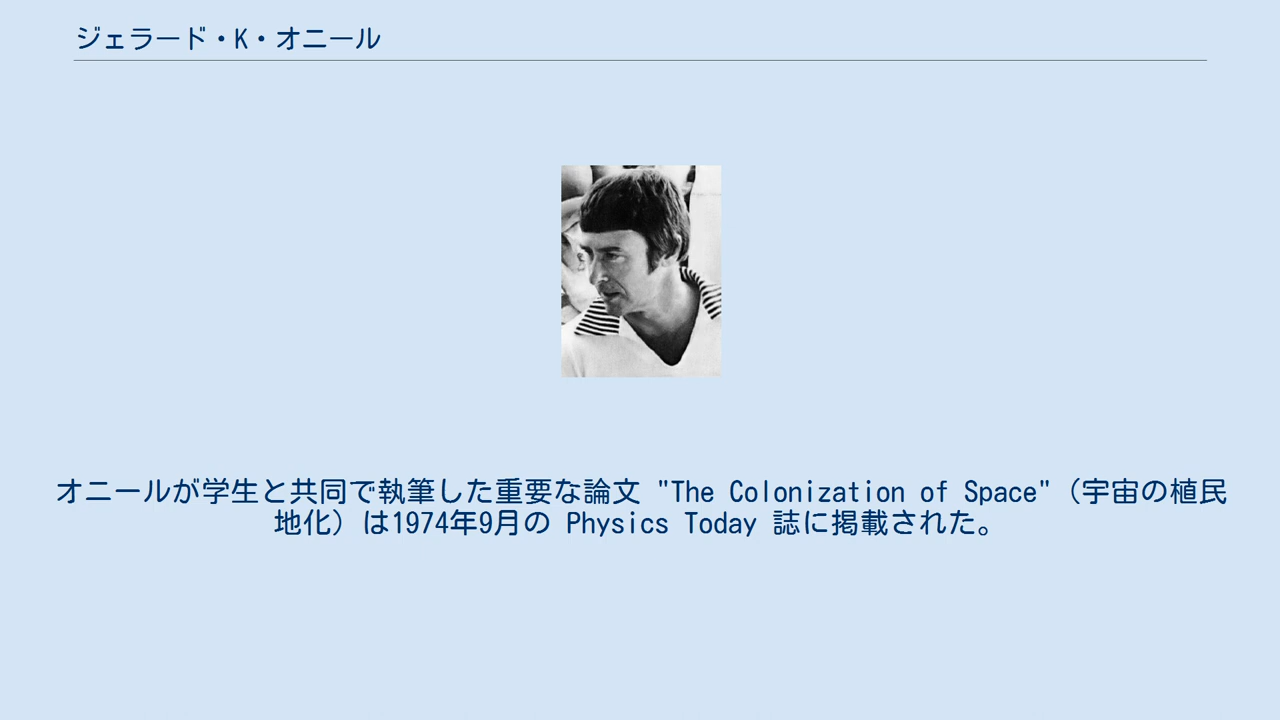 ジェラード・K・オニール
オニールが学生と共同で執筆した重要な論文 "The Colonization of Space"（宇宙の植民
地化）は1974年9月の Physics Today 誌に掲載された。